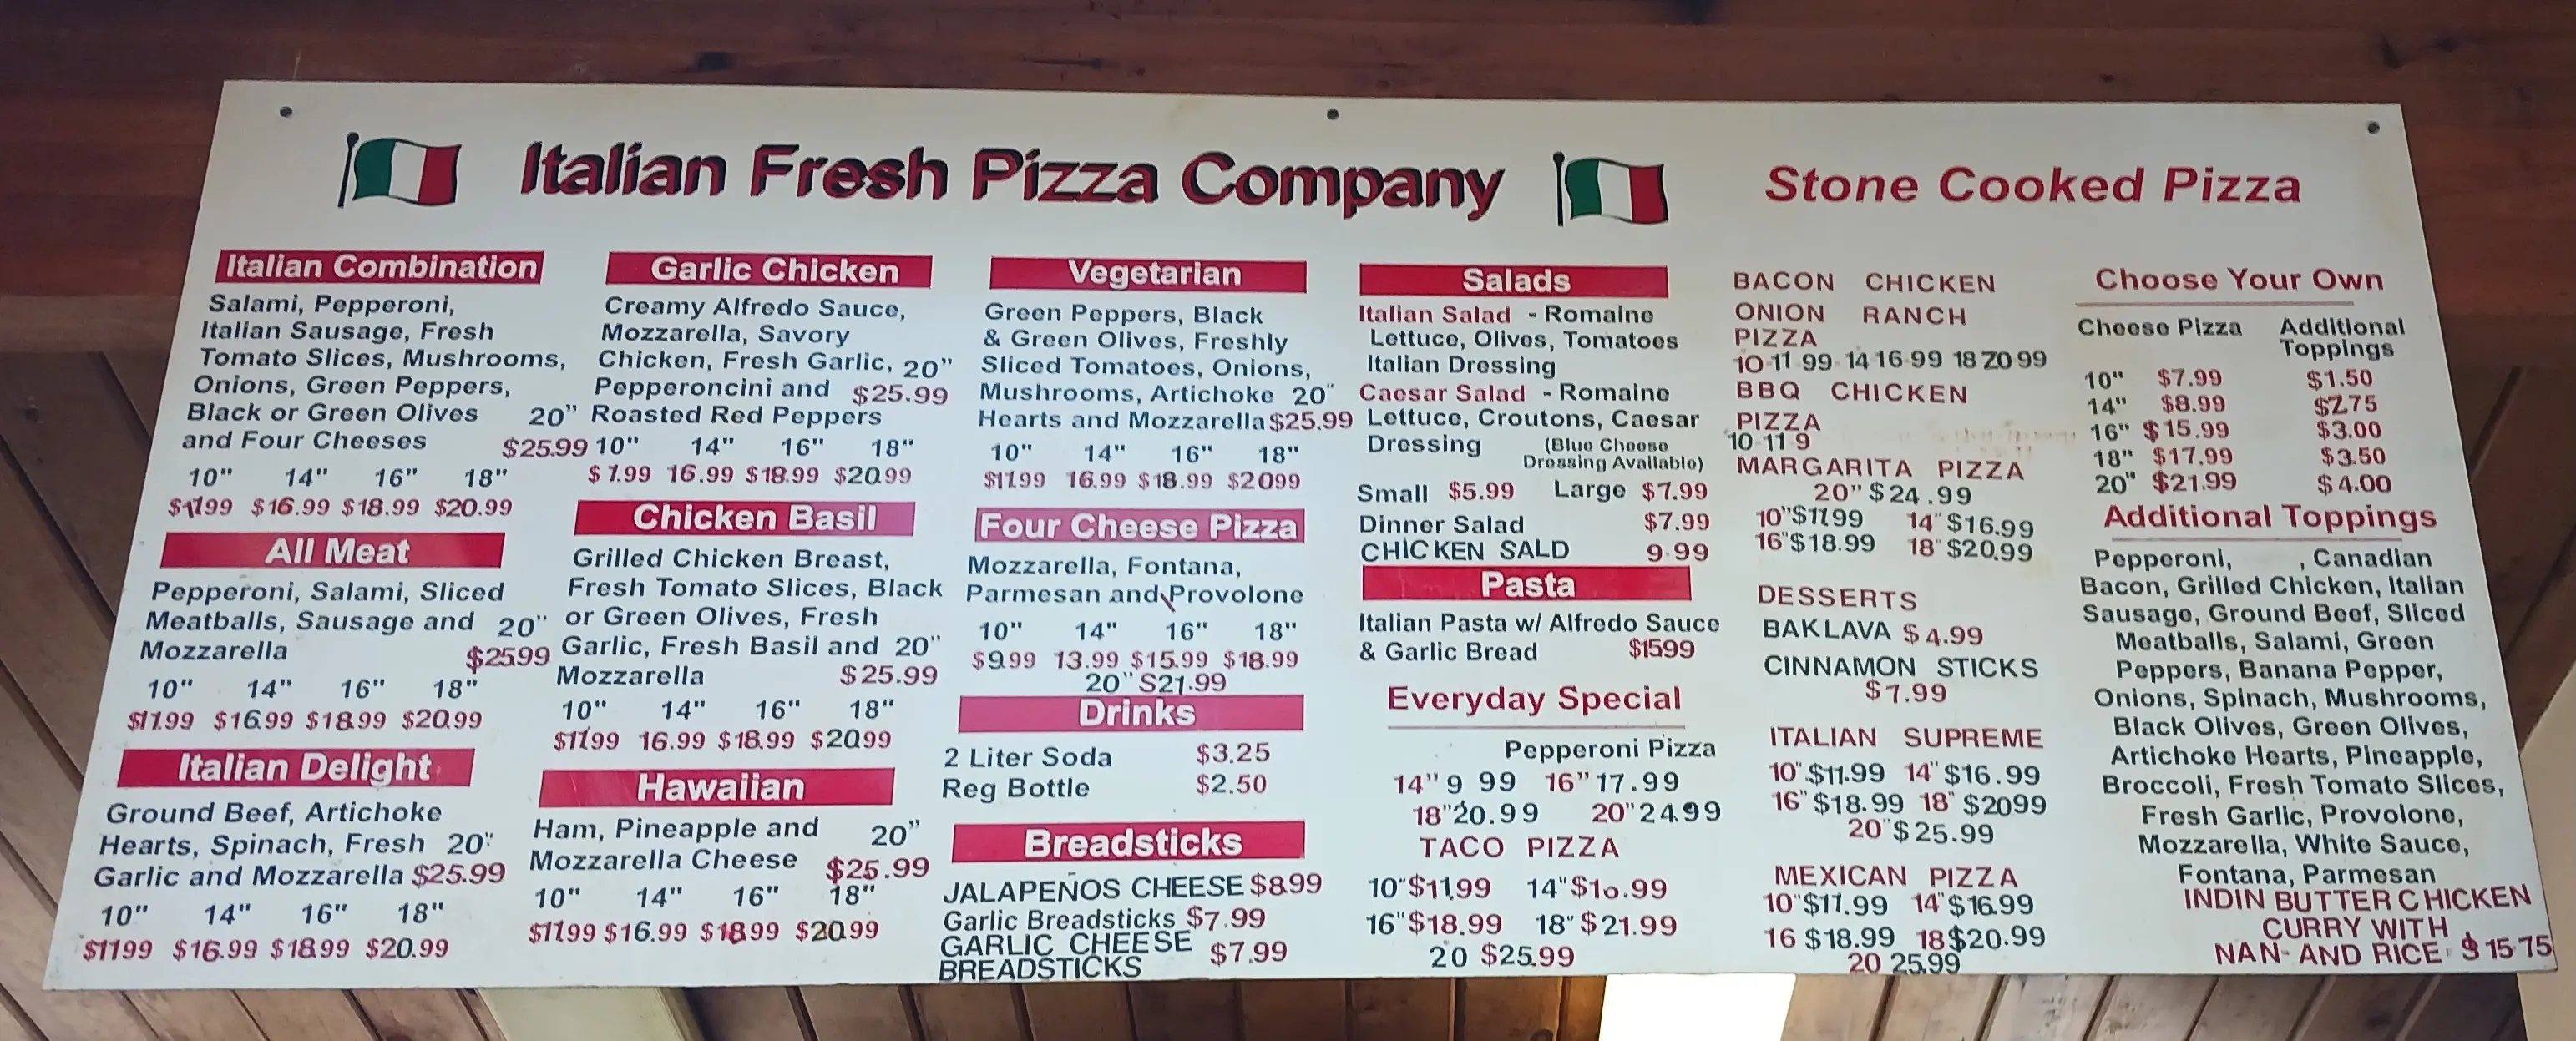 Italian Fresh Pizza Company
Stone Cooked Pizza
Italian Combination
Salami, Pepperoni,
Italian Sausage, Fresh
Tomato Slices, Mushrooms,
Onions, Green Peppers,
Black or Green Olives 20"
and Four Cheeses $25.99
10" 14" 16" 18"
$1199 $16.99 $18.99 $20.99
All Meat
Pepperoni, Salami, Sliced
Meatballs, Sausage and 20"
Mozzarella $25.99
10" 14" 16" 18"
$11.99 $16.99 $18.99 $20.99
Italian Delight
Ground Beef, Artichoke
Hearts, Spinach, Fresh 20"
Garlic and Mozzarella $25.99
10" 14" 16" 18"
$1199 $16.99 $18.99 $20.99
Garlic Chicken
Creamy Alfredo Sauce,
Mozzarella, Savory
Chicken, Fresh Garlic, 20"
Pepperoncini and $25.99
Roasted Red Peppers
10" 14" 16" 18"
$1.99 16.99 $18.99 $20.99
Chicken Basil
Grilled Chicken Breast,
Fresh Tomato Slices, Black
or Green Olives, Fresh
Garlic, Fresh Basil and 20"
Mozzarella $25.99
10" 14" 16" 18"
$11.99 16.99 $18.99 $20.99
Hawaiian
Ham, Pineapple and 20"
Mozzarella Cheese $25.99
10" 14" 16" 18"
$11.99 $16.99 $18.99 $20.99
Vegetarian
Green Peppers, Black
& Green Olives, Freshly
Sliced Tomatoes, Onions,
Mushrooms, Artichoke 20"
Hearts and Mozzarella $25.99
10" 14" 16" 18"
$11.99 16.99 $18.99 $2099
Four Cheese Pizza
Mozzarella, Fontana,
Parmesan and Provolone
10" 14" 16" 18"
$9.99 13.99 $15.99 $18.99
20" S21.99
Drinks
2 Liter Soda $3.25
Reg Bottle $2.50
Breadsticks
JALAPEÑOS CHEESE $8.99
Garlic Breadsticks $7.99
GARLIC CHEESE
BREADSTICKS $7.99
Salads
Italian Salad - Romaine
Lettuce, Olives, Tomatoes
Italian Dressing
Caesar Salad - Romaine
Lettuce, Croutons, Caesar
Dressing (Blue Cheese
Dressing Available)
Small $5.99 Large $7.99
Dinner Salad $7.99
CHICKEN SALD 9.99
Pasta
Italian Pasta w/ Alfredo Sauce
& Garlic Bread $1599
Everyday Special
Pepperoni Pizza
14" 9 99 16" 17.99
18" 20.99 20" 24.99
TACO PIZZA
10" $11.99 14" $10.99
16" $18.99 18" $21.99
20 $25.99
BACON CHICKEN
ONION RANCH
PIZZA
10-11 99 14 16-99 18 20 99
BBQ CHICKEN
PIZZA
10 11 9
MARGARITA PIZZA
20" $24.99
10" $11.99 14" $16.99
16" $18.99 18" $20.99
DESSERTS
BAKLAVA $4.99
CINNAMON STICKS
$7.99
ITALIAN SUPREME
10" $11.99 14" $16.99
16" $18.99 18" $2099
20" $25.99
MEXICAN PIZZA
10" $11.99 14" $16.99
16 $18.99 18 $20.99
20 25.99
Choose Your Own
Cheese Pizza Additional
Toppings
10" $7.99 $1.50
14" $8.99 $2.75
16" $15.99 $3.00
18" $17.99 $3.50
20" $21.99 $4.00
Additional Toppings
Pepperoni, , Canadian
Bacon, Grilled Chicken, Italian
Sausage, Ground Beef, Sliced
Meatballs, Salami, Green
Peppers, Banana Pepper,
Onions, Spinach, Mushrooms,
Black Olives, Green Olives,
Artichoke Hearts, Pineapple,
Broccoli, Fresh Tomato Slices,
Fresh Garlic, Provolone,
Mozzarella, White Sauce,
Fontana, Parmesan
INDIN BUTTER CHICKEN
CURRY WITH
NAN- AND RICE $15 75